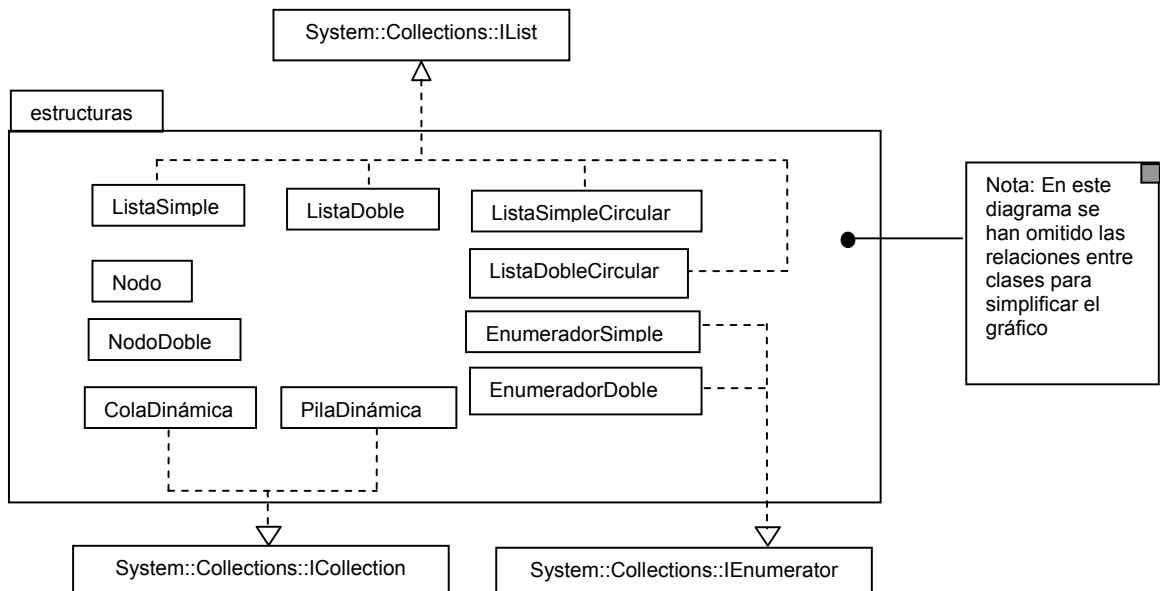 System::Collections::IList
estructuras
ListaSimple
ListaDoble
ListaSimpleCircular
ListaDobleCircular
Nodo
EnumeradorSimple
NodoDoble
EnumeradorDoble
ColaDinámica
PilaDinámica
Nota: En este
diagrama se
han omitido las
relaciones entre
clases para
simplificar el
gráfico
System::Collections::ICollection
System::Collections::IEnumerator